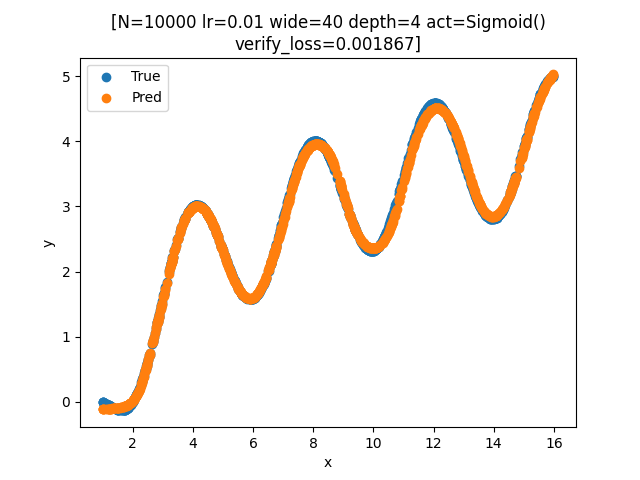 [N=10000 lr=0.01 wide=40 depth=4 act=Sigmoid()
verify_loss=0.001867]
True
Pred
5
4
3
2
1
0
y
2
4
6
8
10
12
14
16
x